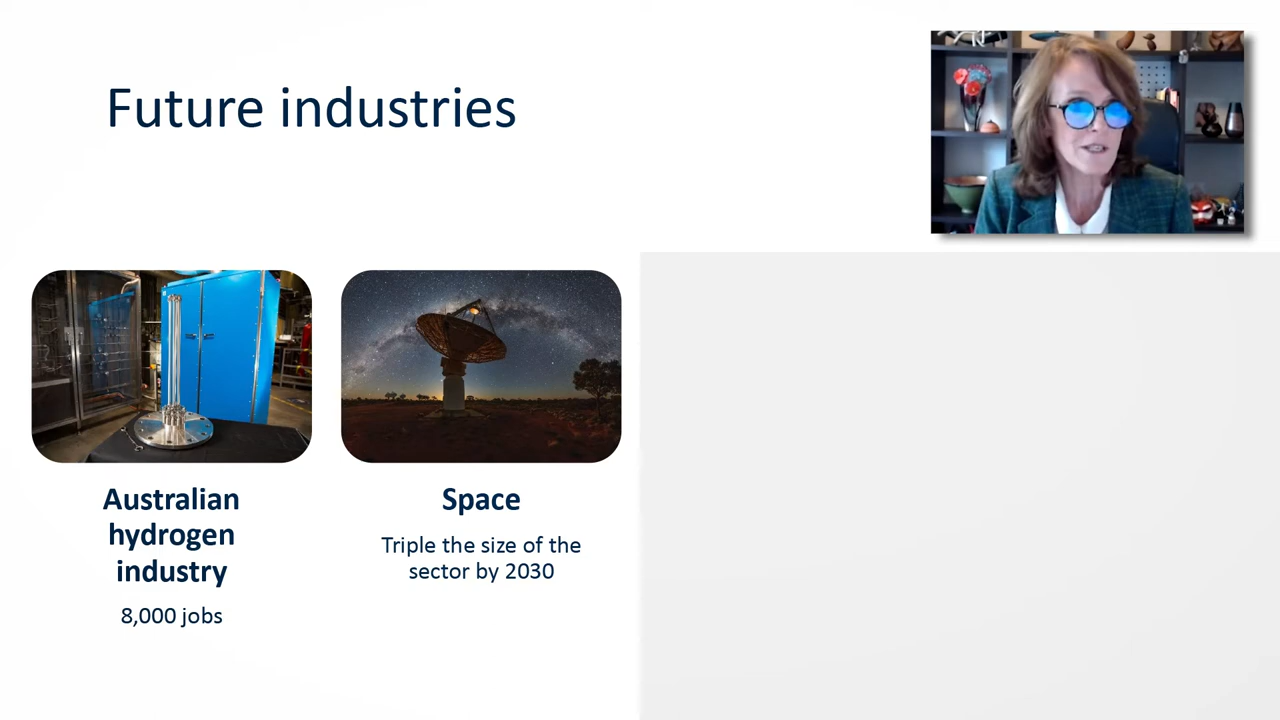 Future industries
Australian
hydrogen
industry
8,000 jobs
Space
Triple the size of the
sector by 2030